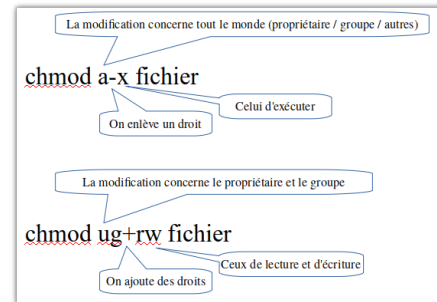 La modification concerne tout le monde (propriétaire / groupe / autres)
chmod a-x fichier
Celui d'exécuter
On enlève un droit
La modification concerne le propriétaire et le groupe
chmod ug+rw fichier
Ceux de lecture et d'écriture
On ajoute des droits